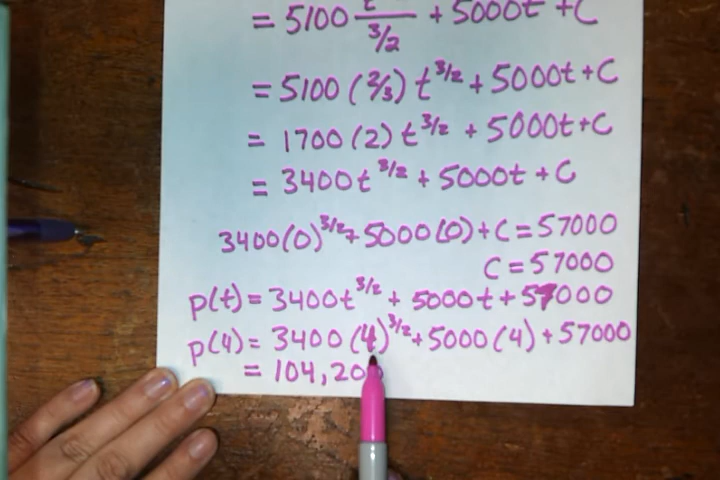 = 5100 t/(3/2) + 5000t + C
= 5100 (2/3) t^3/2 + 5000t + C
= 1700 (2) t^3/2 + 5000t + C
= 3400t^3/2 + 5000t + C
3400(0)^3/2 + 5000(0) + C = 57000
C = 57000
p(t) = 3400t^3/2 + 5000t + 57000
p(4) = 3400(4)^3/2 + 5000(4) + 57000
= 104,200